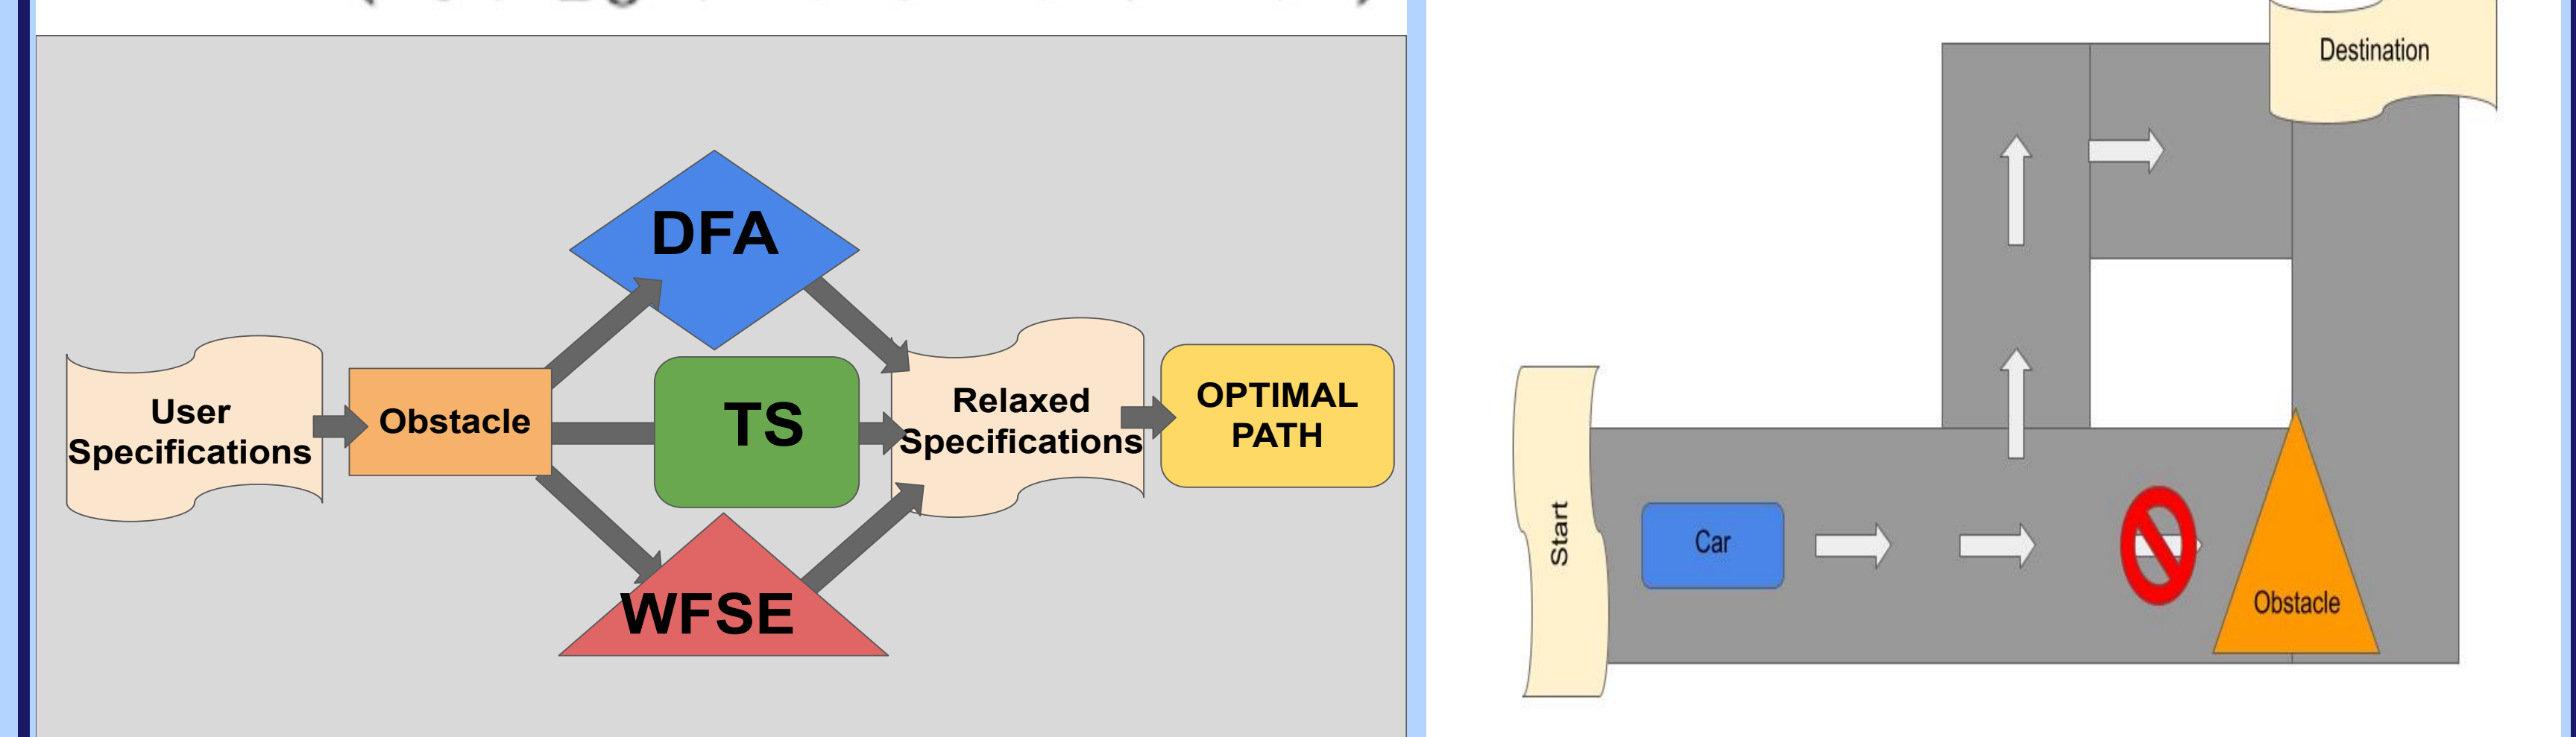 DFA
User
Specifications
Obstacle
TS
Relaxed
Specifications
OPTIMAL
PATH
WFSE
Destination
Start
Car
Obstacle